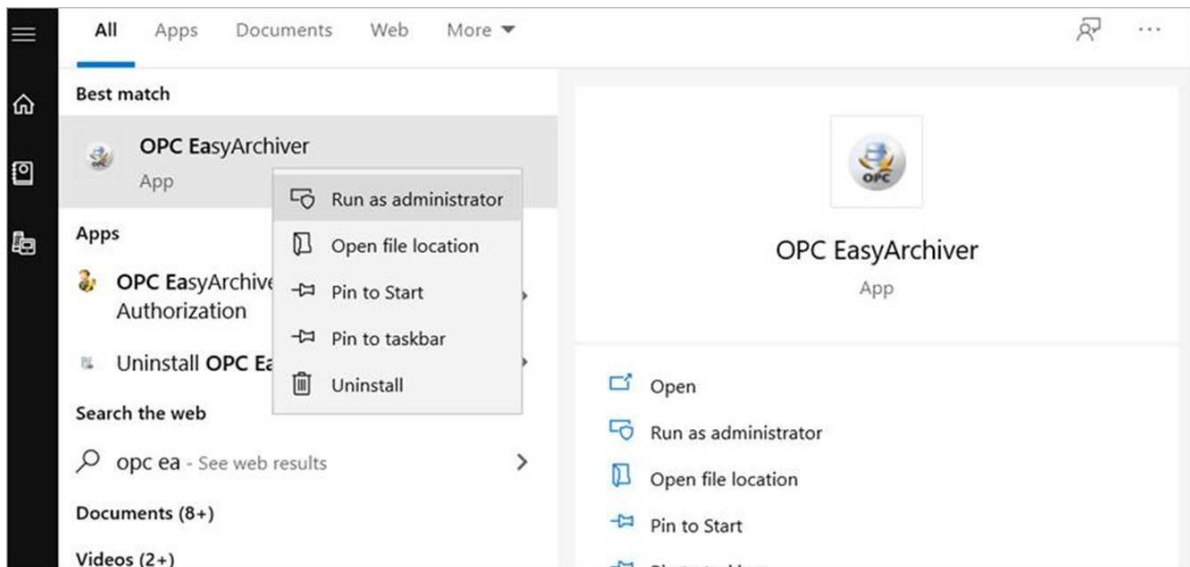 All Apps Documents Web More
Best match
OPC EasyArchiver
App
Run as administrator
Open file location
Pin to Start
Pin to taskbar
Uninstall
Apps
OPC EasyArchive
Authorization
Uninstall OPC Ea
Search the web
opc ea - See web results
Documents (8+)
Videos (2+)
OPC
OPC EasyArchiver
App
Open
Run as administrator
Open file location
Pin to Start